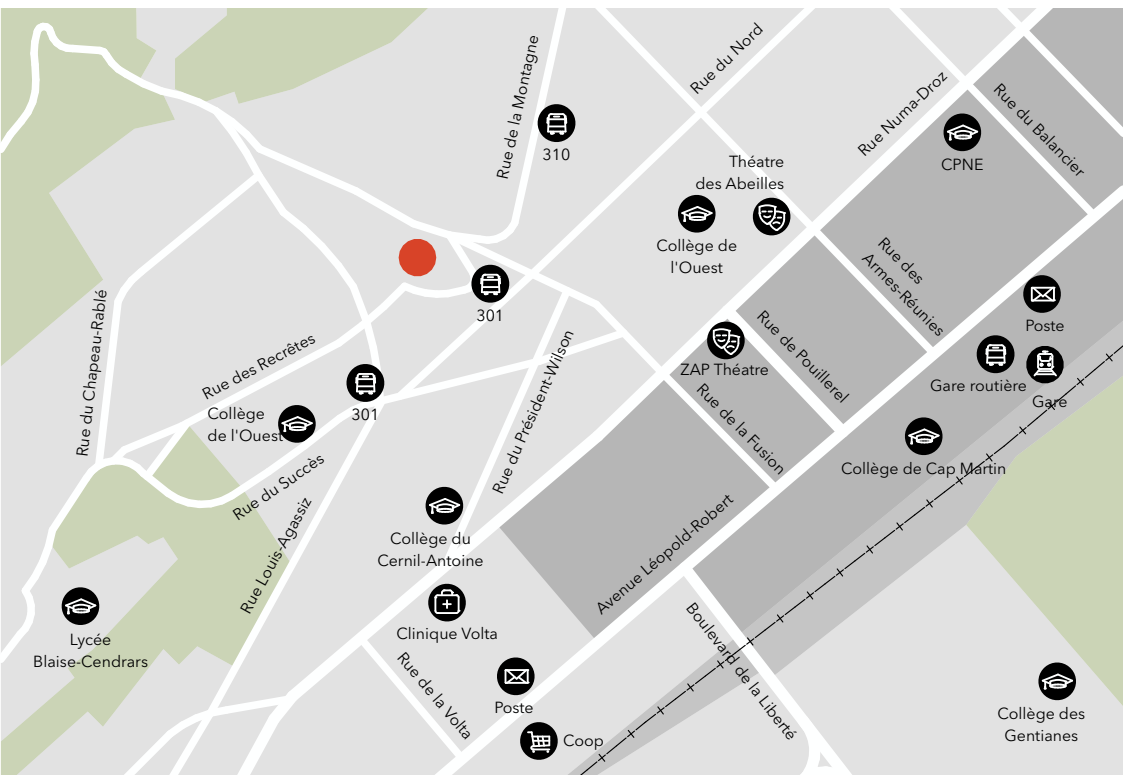 Rue du Nord
Rue de la Montagne
310
Rue Numa-Droz
Rue du Balancier
CPNE
Théatre
des Abeilles
Collège de
l'Ouest
301
Rue des
Armes-Réunies
Poste
Gare routière
Gare
Rue du Chapeau-Rablé
Rue des Recrêtes
301
Collège
de l'Ouest
Rue du Succès
Rue du Président-Wilson
ZAP Théatre
Rue de Pouillerel
Rue de la Fusion
Collège de Cap Martin
Rue Louis-Agassiz
Collège du
Cernil-Antoine
Avenue Léopold-Robert
Clinique Volta
Lycée
Blaise-Cendrars
Rue de la Volta
Poste
Coop
Boulevard de la Liberté
Collège des
Gentianes